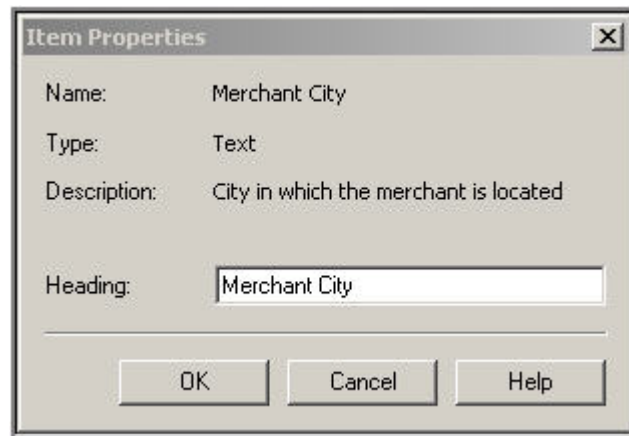 Item Properties
Name: Merchant City
Type: Text
Description: City in which the merchant is located
Heading: Merchant City
OK Cancel Help